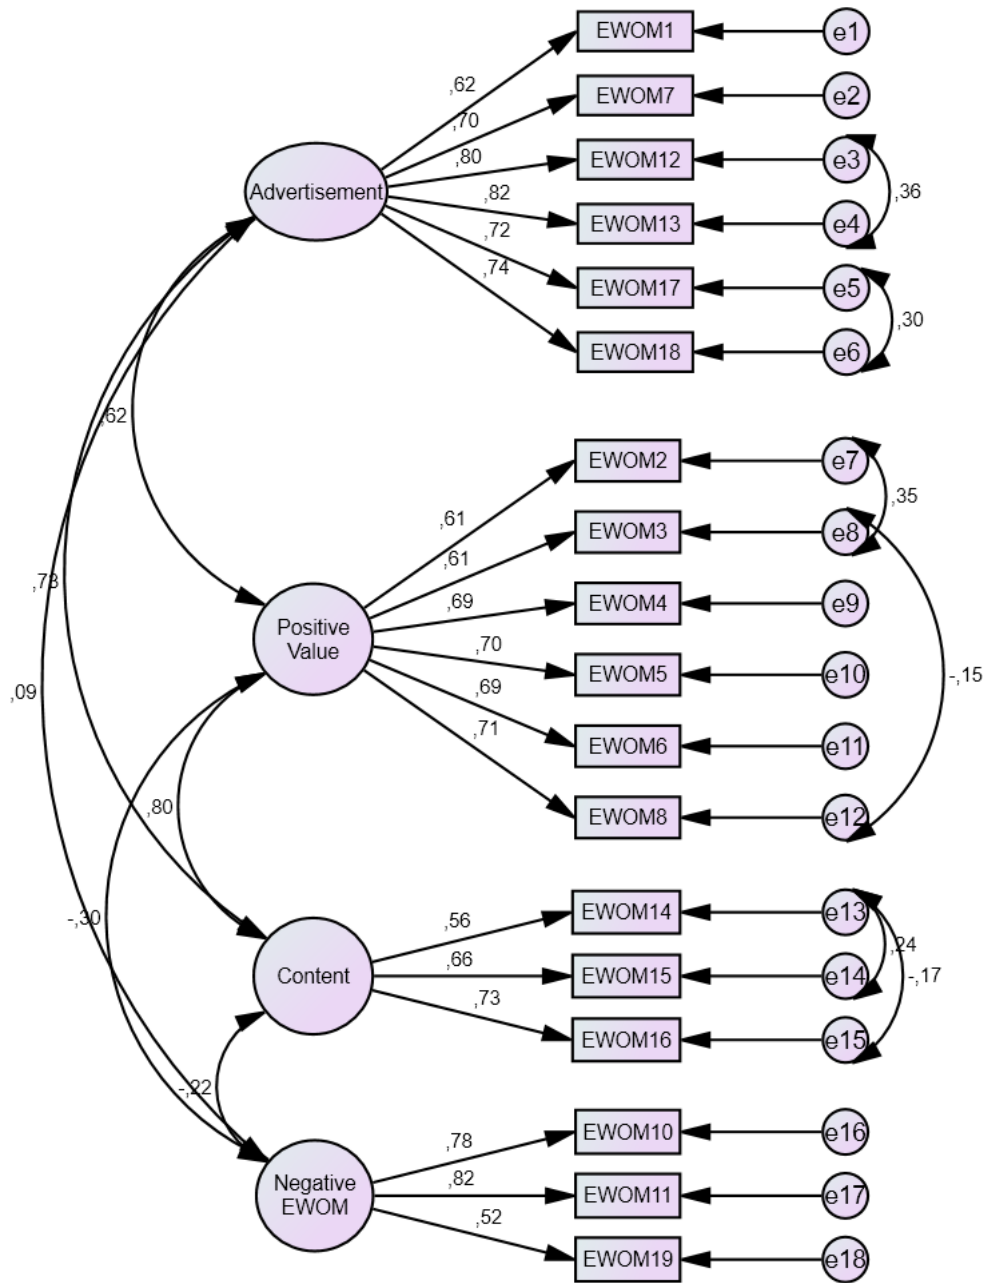 EWOM1
e1
,62
EWOM7
e2
,70
EWOM12
e3
,80
Advertisement
,36
,82
EWOM13
e4
,72
EWOM17
e5
,74
,30
EWOM18
e6
,62
EWOM2
e7
,35
,61
EWOM3
e8
,61
,73
EWOM4
e9
,69
Positive
Value
,70
EWOM5
e10
-,15
,09
,69
EWOM6
e11
,71
,80
EWOM8
e12
-,30
EWOM14
e13
,56
,24
,66
Content
EWOM15
e14
-,17
,73
EWOM16
e15
-,22
EWOM10
e16
,78
,82
Negative
EWOM
EWOM11
e17
,52
EWOM19
e18